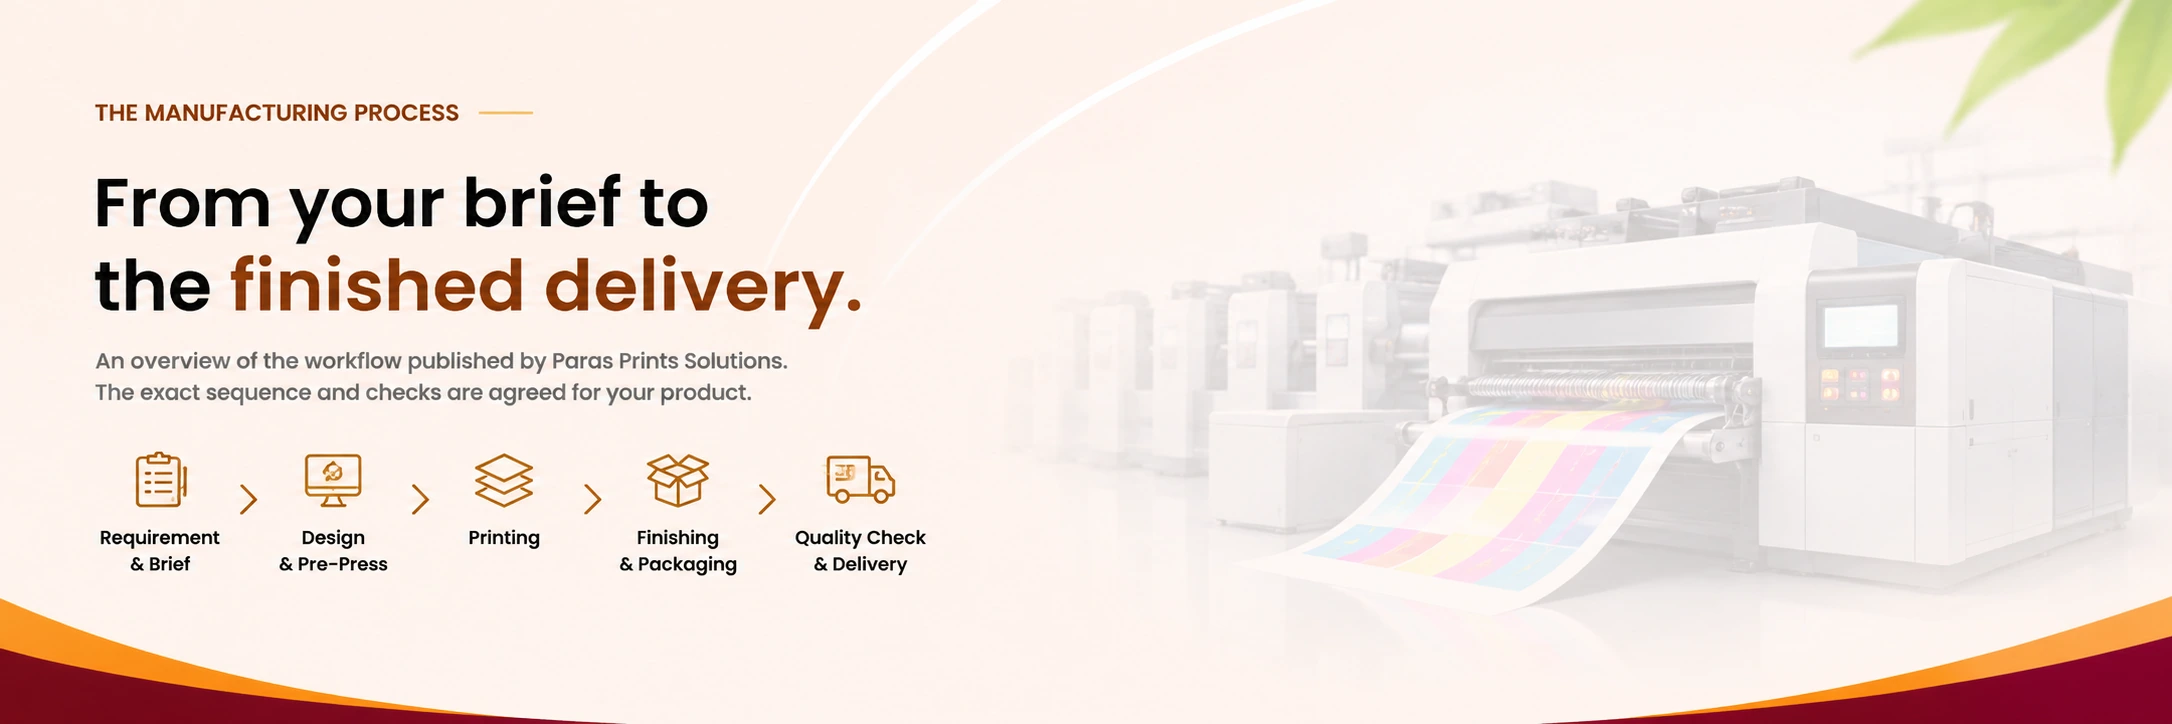 THE MANUFACTURING PROCESS
From your brief to
the finished delivery.
An overview of the workflow published by Paras Prints Solutions.
The exact sequence and checks are agreed for your product.
Requirement
& Brief
Design
& Pre-Press
Printing
Finishing
& Packaging
Quality Check
& Delivery